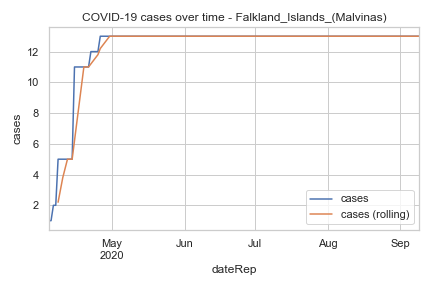 COVID-19 cases over time - Falkland_Islands_(Malvinas)
12
10
8
6
4
2
cases
May
2020
Jun
Jul
Aug
Sep
dateRep
cases
cases (rolling)